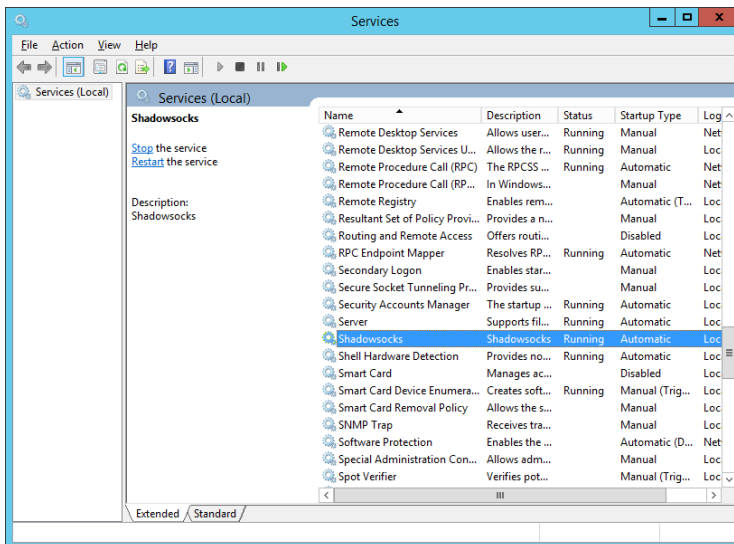 Services
File Action View Help
Services (Local)
Services (Local)
Shadowsocks
Stop the service
Restart the service
Description:
Shadowsocks
Name Description Status Startup Type Log
Remote Desktop Services Allows user... Running Manual Net
Remote Desktop Services U... Allows the r... Running Manual Loc
Remote Procedure Call (RPC) The RPCSS ... Running Automatic Net
Remote Procedure Call (RP... In Windows... Manual Net
Remote Registry Enables rem... Automatic (T... Loc
Resultant Set of Policy Provi... Provides a n... Manual Loc
Routing and Remote Access Offers routi... Disabled Loc
RPC Endpoint Mapper Resolves RP... Running Automatic Net
Secondary Logon Enables star... Manual Loc
Secure Socket Tunneling Pr... Provides su... Manual Loc
Security Accounts Manager The startup ... Running Automatic Loc
Server Supports fil... Running Automatic Loc
Shadowsocks Shadowsocks Running Automatic Loc
Shell Hardware Detection Provides no... Running Automatic Loc
Smart Card Manages ac... Disabled Loc
Smart Card Device Enumera... Creates soft... Running Manual (Trig... Loc
Smart Card Removal Policy Allows the s... Manual Loc
SNMP Trap Receives tra... Manual Loc
Software Protection Enables the ... Automatic (D... Net
Special Administration Con... Allows adm... Manual Loc
Spot Verifier Verifies pot... Manual (Trig... Loc
Extended Standard